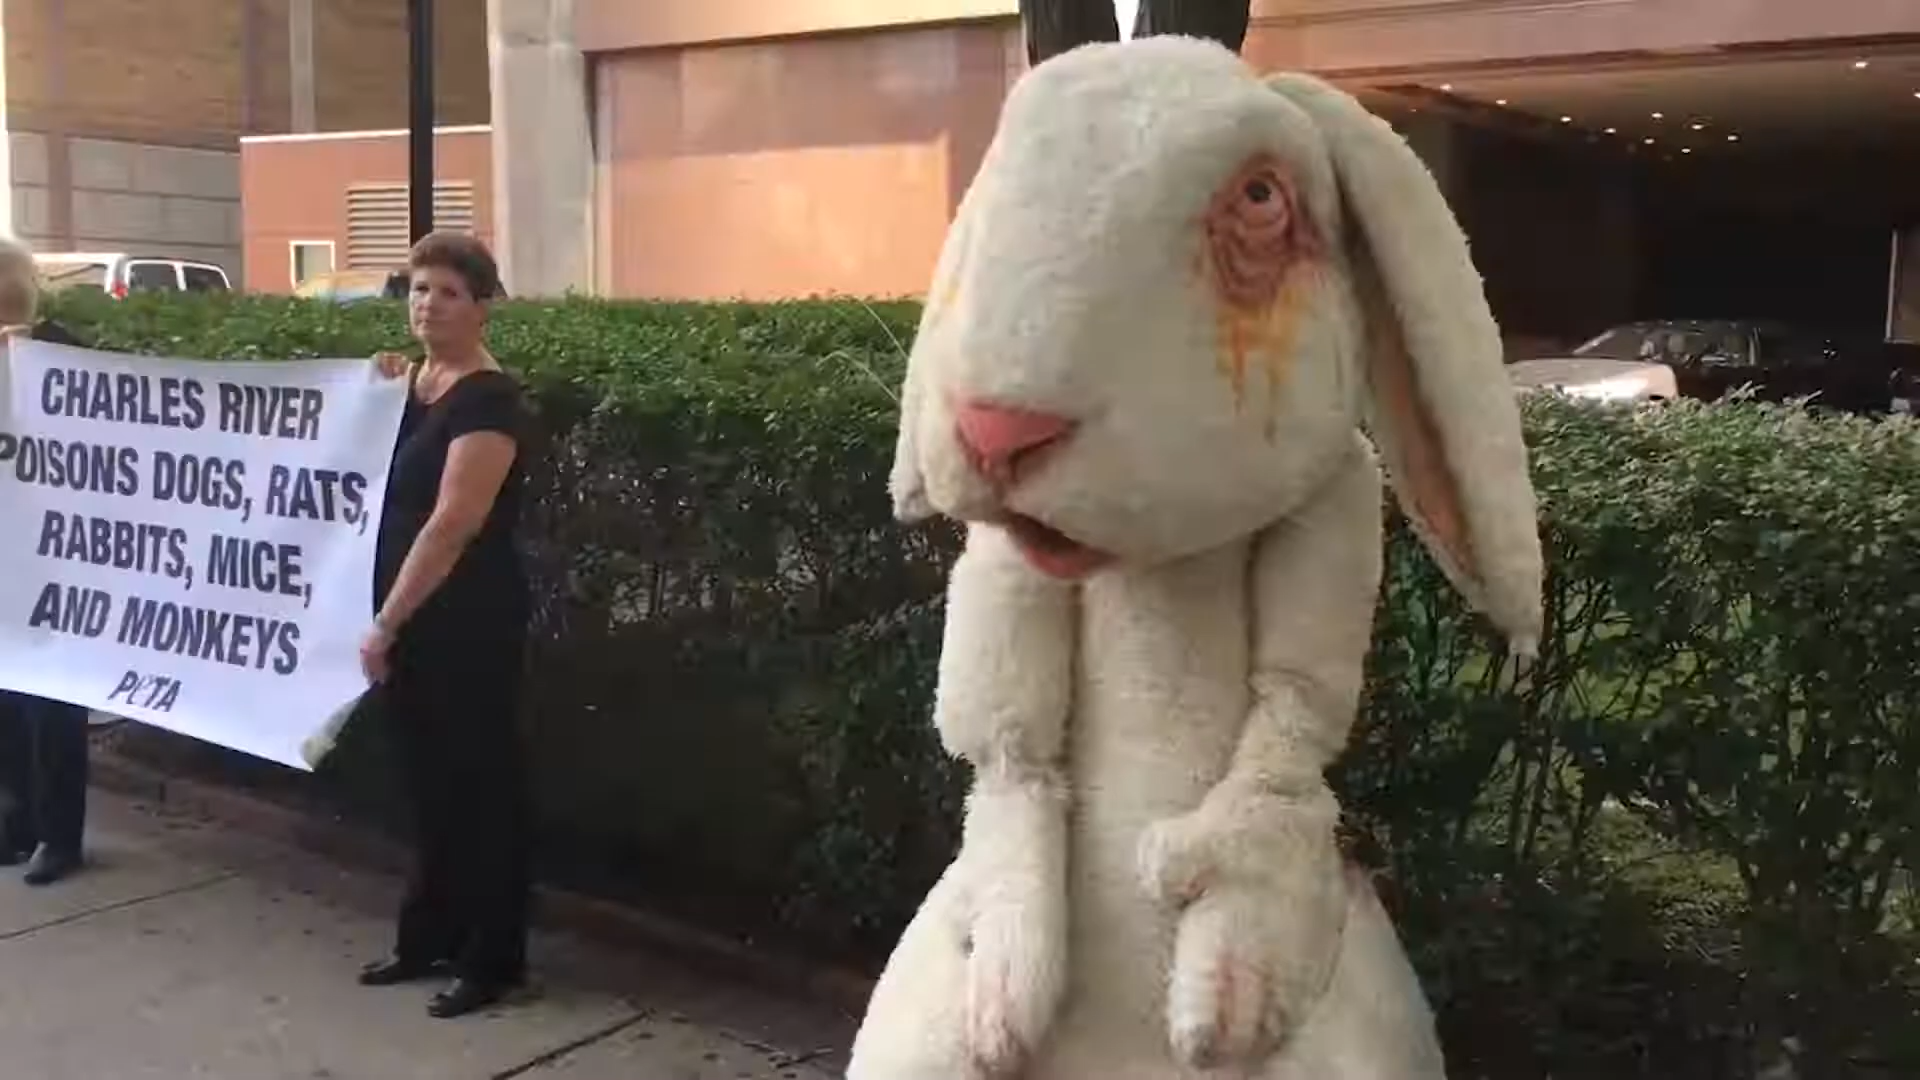 CHARLES RIVER
POISONS DOGS, RATS,
RABBITS, MICE,
AND MONKEYS
PETA